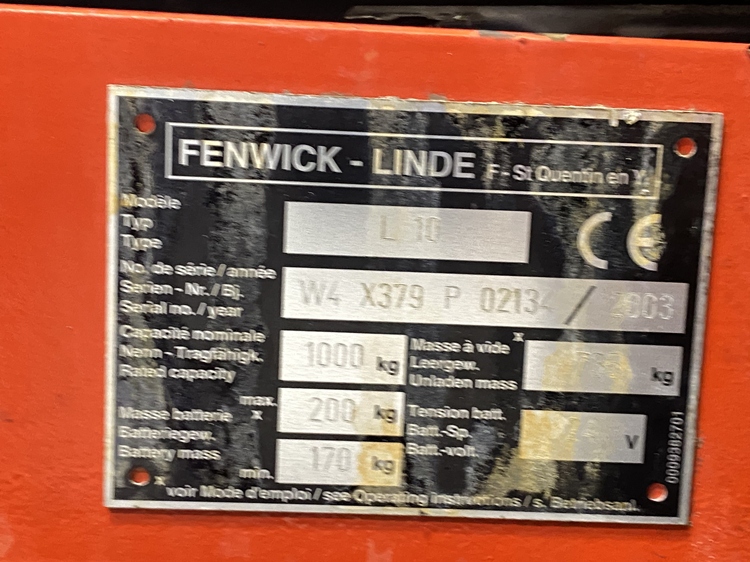 FENWICK - LINDE F - St Quentin en Y.
Modèle
Typ
Type
L 10
CE
No. de série / année
Serien - Nr. / Bj.
Serial no. / year
W4 X379 P 02134 / 2003
Capacité nominale
Nenn - Tragfähigk.
Rated capacity
1000 kg
Masse à vide x
Leergew.
Unladen mass
kg
Masse batterie x
Batteriegew.
Battery mass
max.
200 kg
min.
170 kg
Tension batt.
Batt.-Sp.
Batt.-volt.
V
x voir Mode d'emploi / see Operating Instructions / s. Betriebsanl.
0009382701